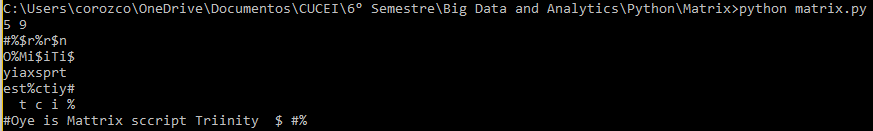 C:\Users\corozco\OneDrive\Documentos\CUCEI\6º Semestre\Big Data and Analytics\Python\Matrix>python matrix.py
5 9
#%$r%r$n
O%Mi$iTi$
yiaxsprt
est%ctiy#
  t c i %
#Oye is Mattrix sccript Triinity  $ #%